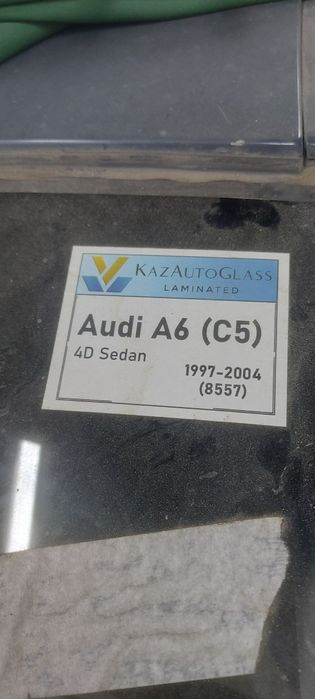 KAZAUTOGLASS
LAMINATED
Audi A6 (C5)
4D Sedan
1997-2004
(8557)